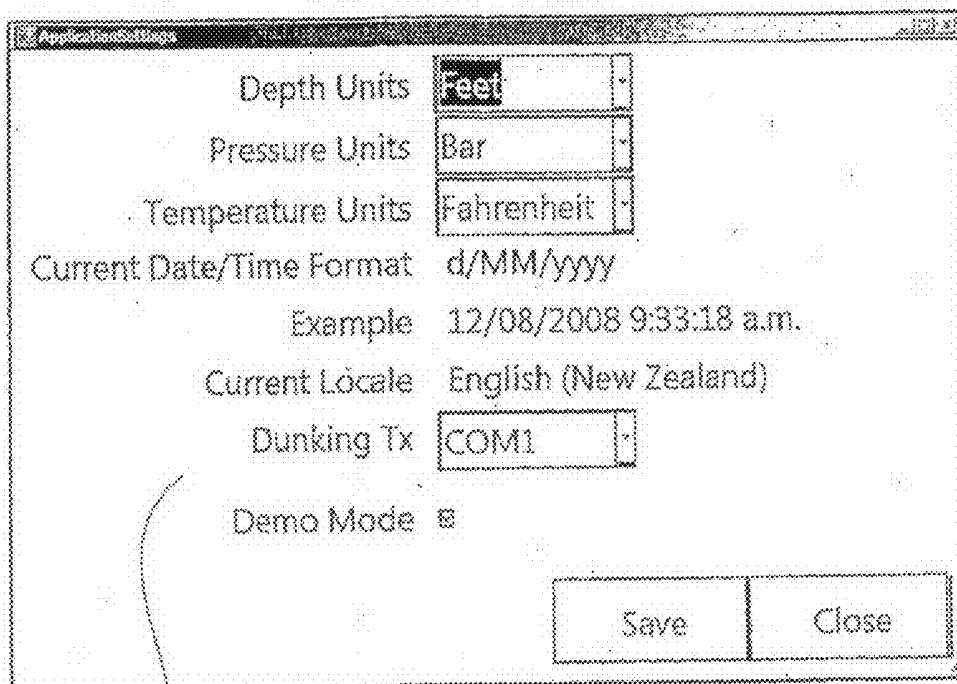 ApplicationSettings
Depth Units Feet
Pressure Units Bar
Temperature Units Fahrenheit
Current Date/Time Format d/MM/yyyy
Example 12/08/2008 9:33:18 a.m.
Current Locale English (New Zealand)
Dunking Tx COM1
Demo Mode
Save Close